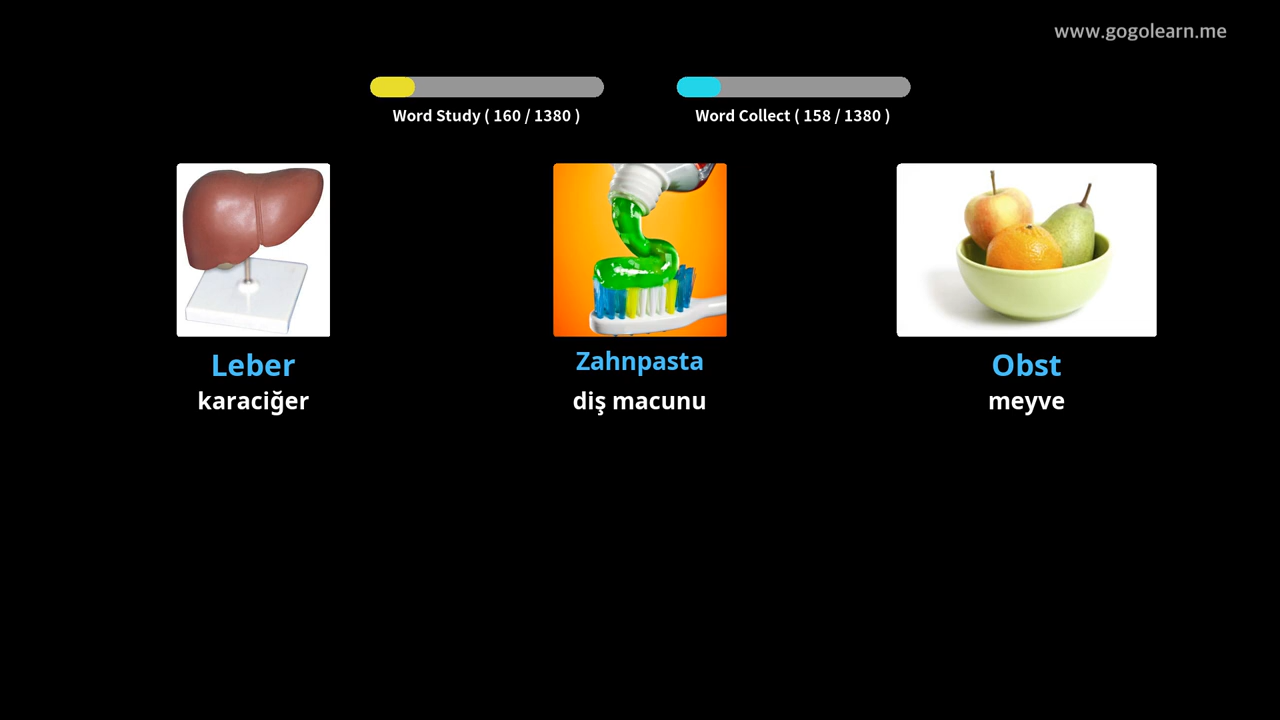 www.gogolearn.me
Word Study ( 160 / 1380 )
Word Collect ( 158 / 1380 )
Leber
karaciğer
Zahnpasta
diş macunu
Obst
meyve